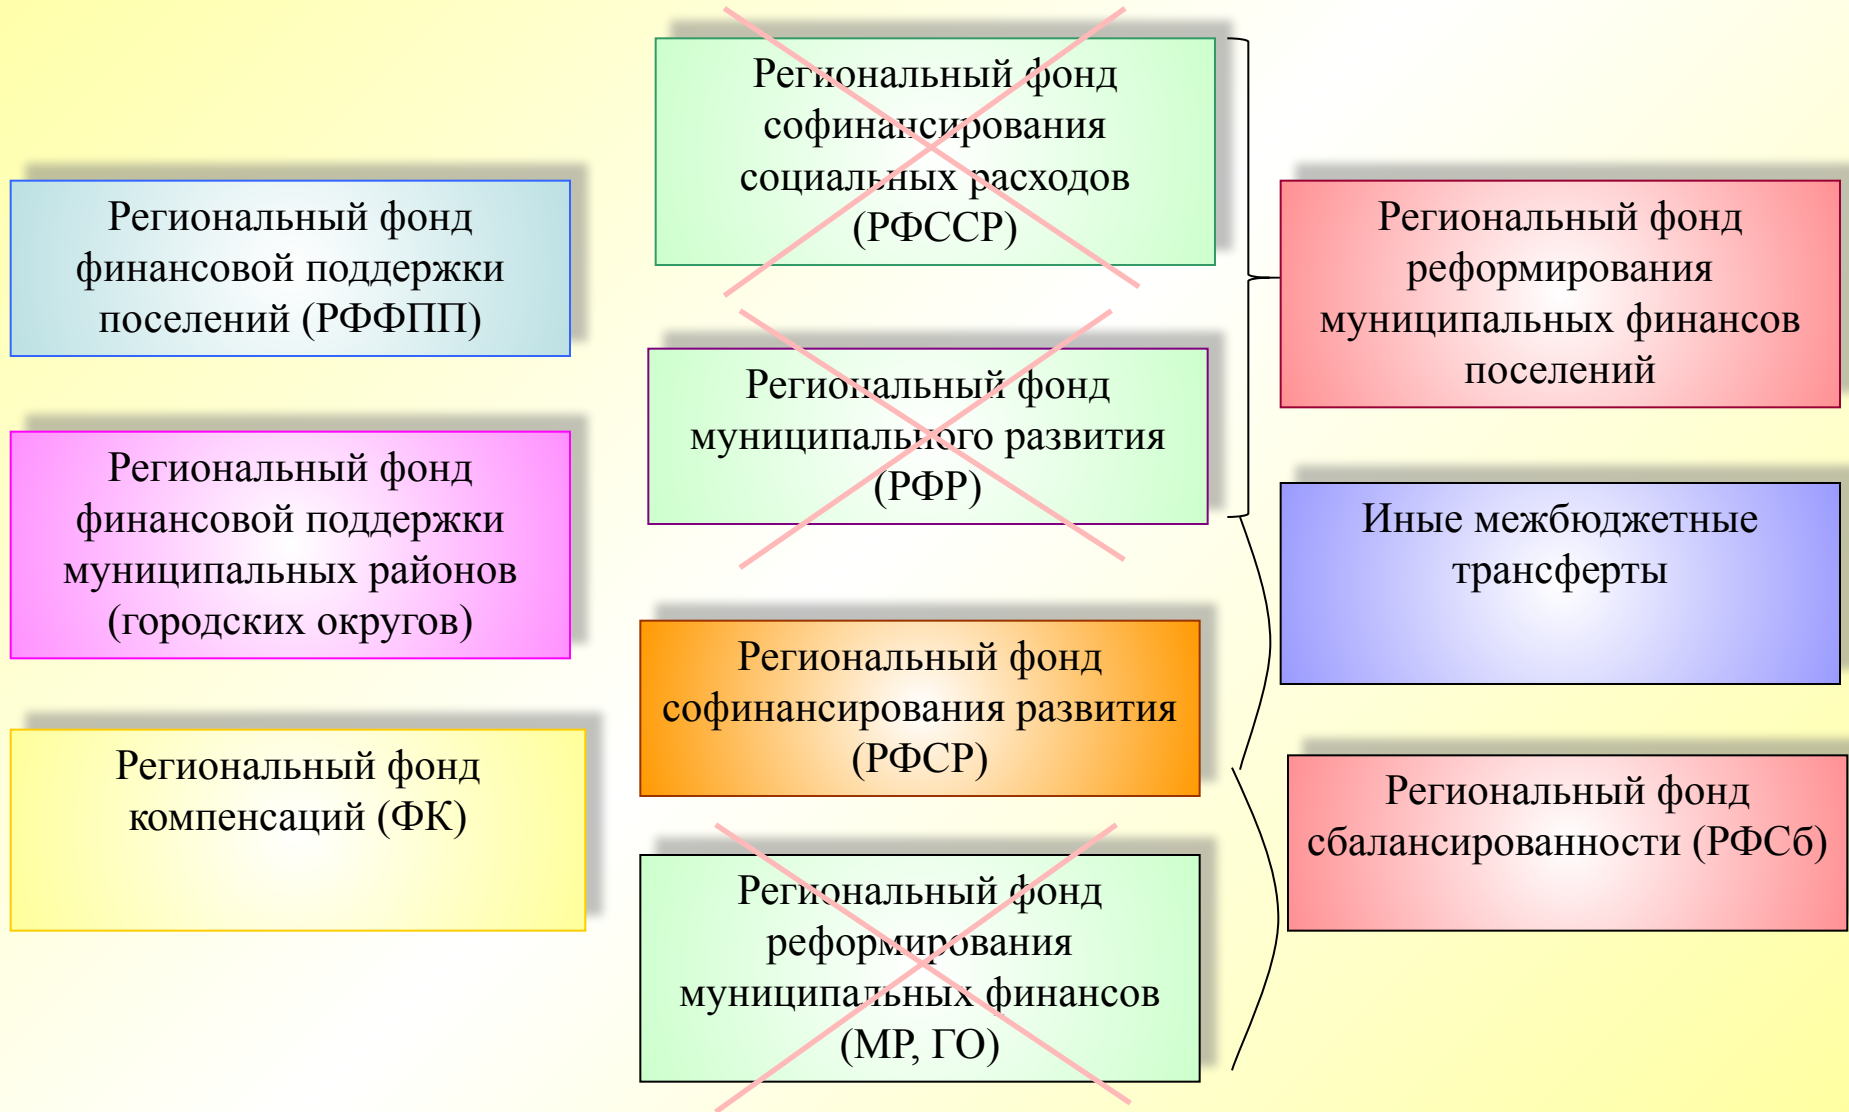 Региональный фонд
финансовой поддержки
поселений (РФФПП)
Региональный фонд
финансовой поддержки
муниципальных районов
(городских округов)
Региональный фонд
компенсаций (ФК)
Региональный фонд
софинансирования
социальных расходов
(РФССР)
Региональный фонд
муниципального развития
(РФР)
Региональный фонд
софинансирования развития
(РФСР)
Региональный фонд
реформирования
муниципальных финансов
(МР, ГО)
Региональный фонд
реформирования
муниципальных финансов
поселений
Иные межбюджетные
трансферты
Региональный фонд
сбалансированности (РФСб)